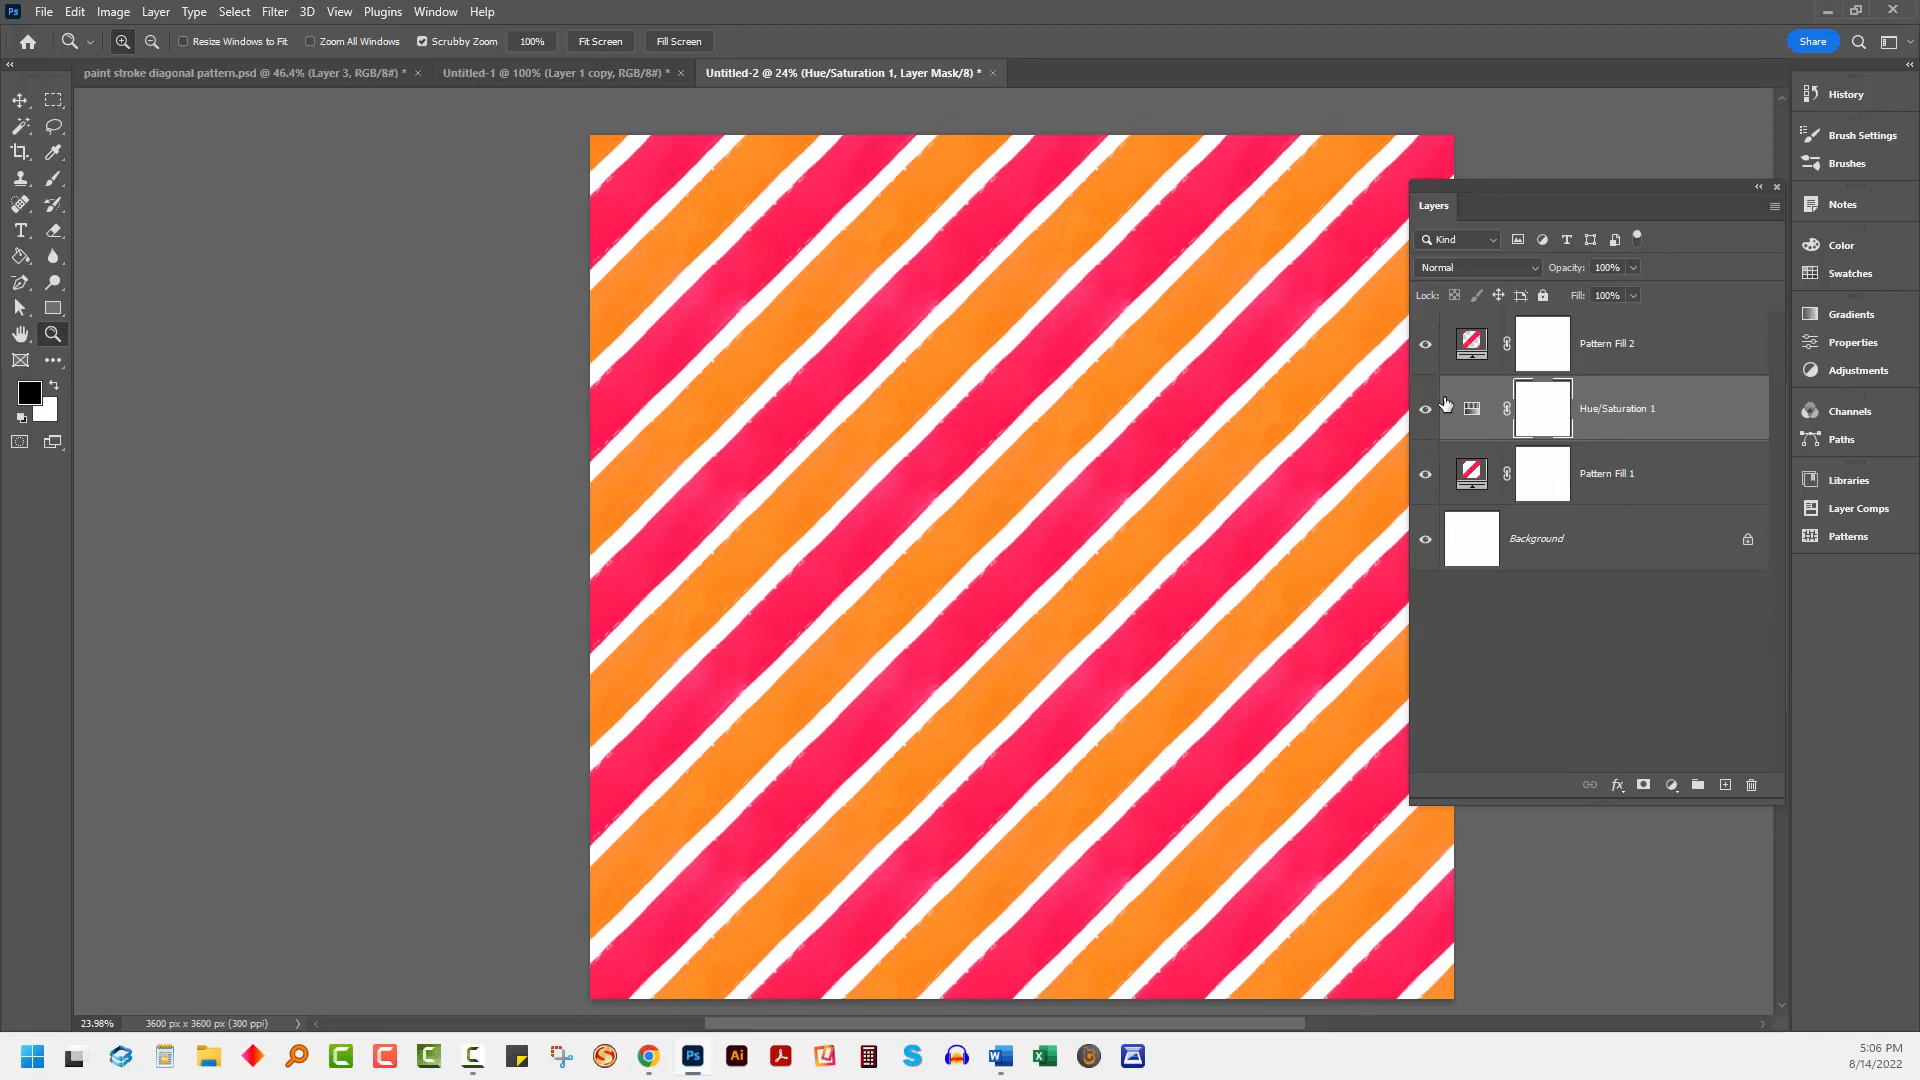 Ps File Edit Image Layer Type Select Filter 3D View Plugins Window Help
Resize Windows to Fit Zoom All Windows Scrubby Zoom 100% Fit Screen Fill Screen Share
paint stroke diagonal pattern.psd @ 46.4% (Layer 3, RGB/8#) * × Untitled-1 @ 100% (Layer 1 copy, RGB/8#) * × Untitled-2 @ 24% (Hue/Saturation 1, Layer Mask/8) * ×
History
Brush Settings
Brushes
Notes
Color
Swatches
Gradients
Properties
Adjustments
Channels
Paths
Libraries
Layer Comps
Patterns
Layers
Kind
Normal Opacity: 100%
Lock: Fill: 100%
Pattern Fill 2
Hue/Saturation 1
Pattern Fill 1
Background
fx
23.98% 3600 px x 3600 px (300 ppi)
Ps Ai
5:06 PM
8/14/2022